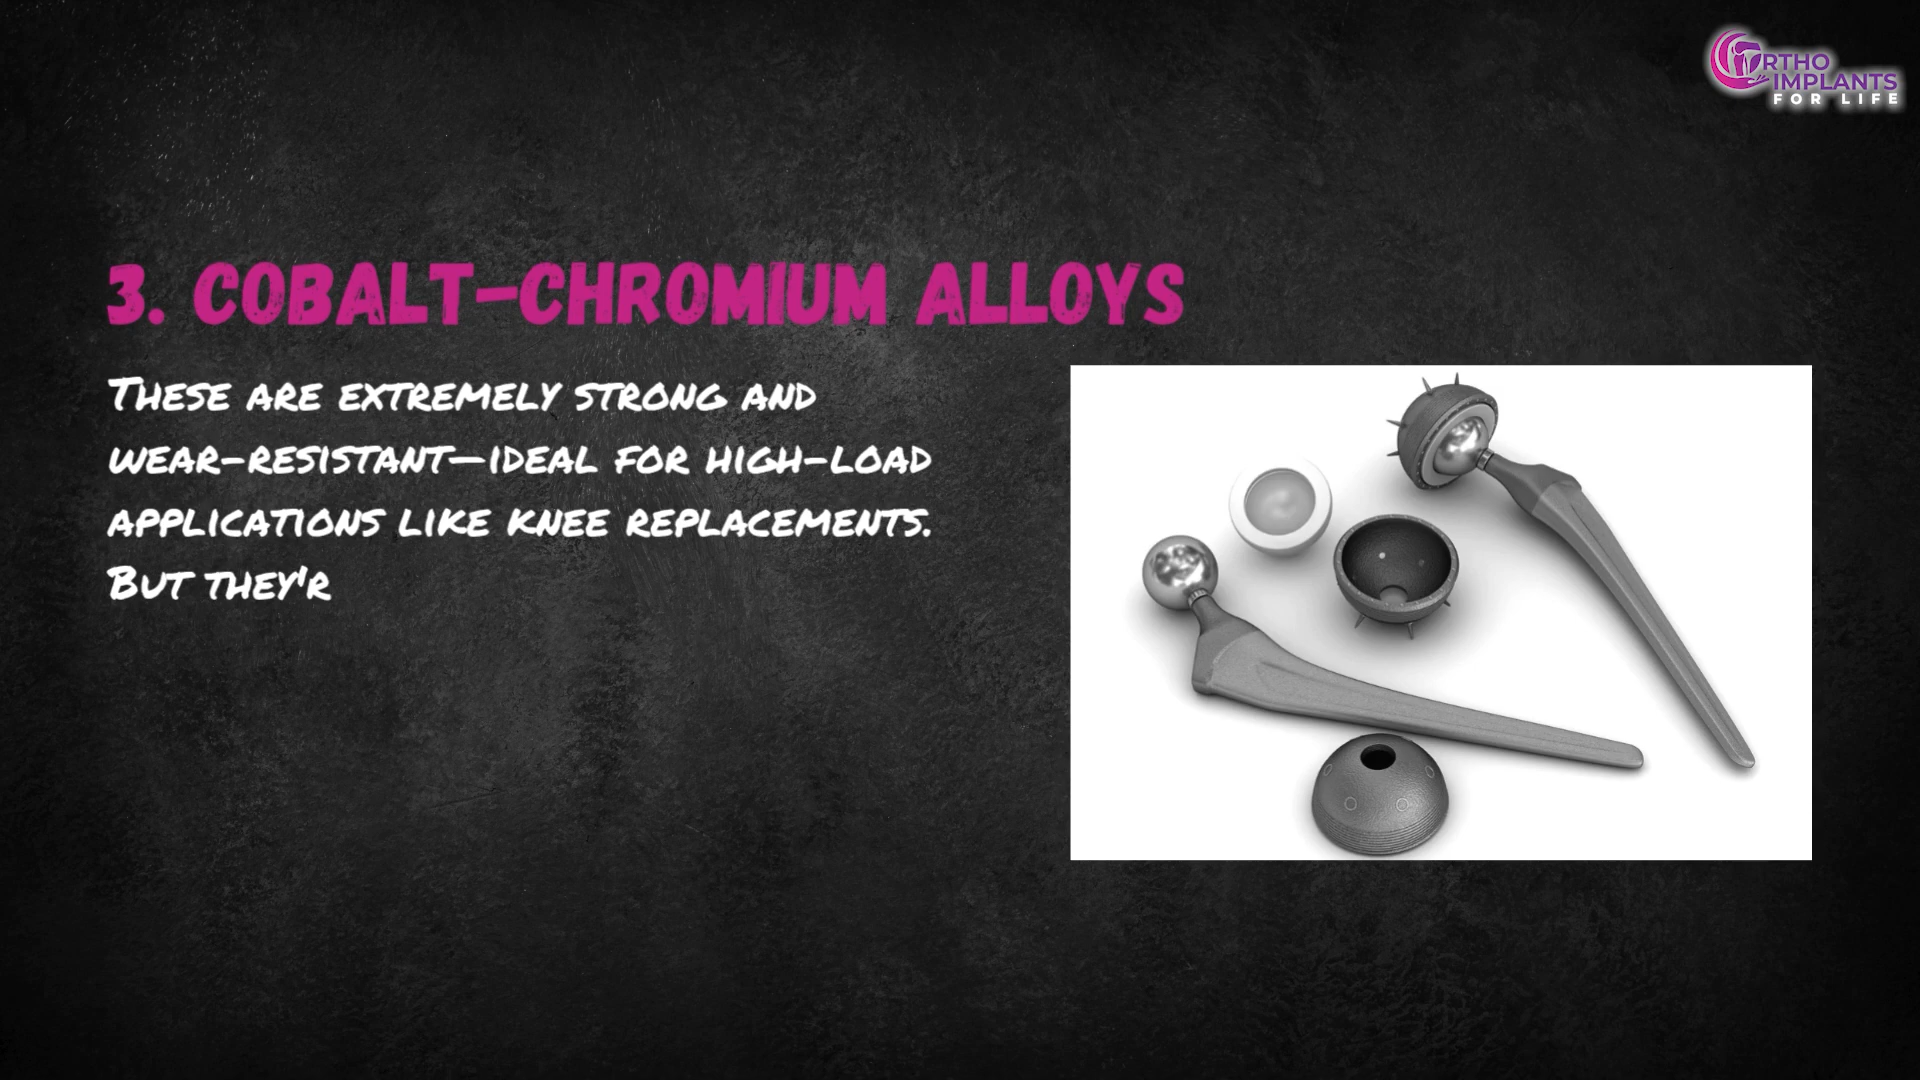 ORTHO
IMPLANTS
FOR LIFE
3. COBALT-CHROMIUM ALLOYS
THESE ARE EXTREMELY STRONG AND
WEAR-RESISTANT—IDEAL FOR HIGH-LOAD
APPLICATIONS LIKE KNEE REPLACEMENTS.
BUT THEY'R